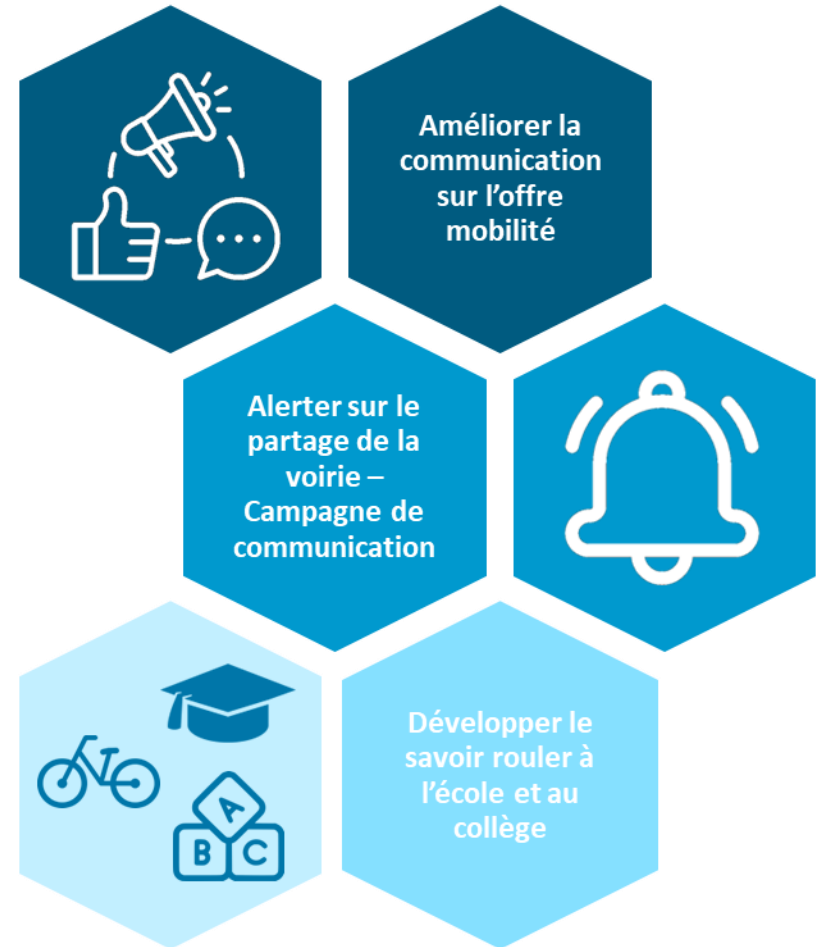 Améliorer la
communication
sur l’offre
mobilité
Alerter sur le
partage de la
voirie –
Campagne de
communication
A
B C
Développer le
savoir rouler à
l’école et au
collège